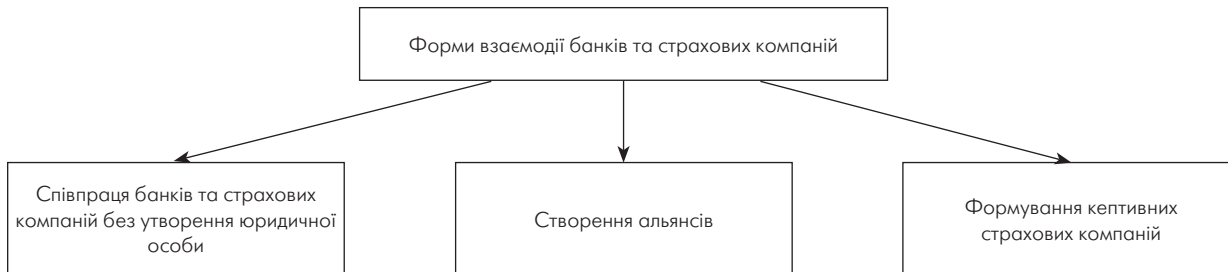 Форми взаємодії банків та страхових компаній
Співпраця банків та страхових
компаній без утворення юридичної
особи
Створення альянсів
Формування кептивних
страхових компаній